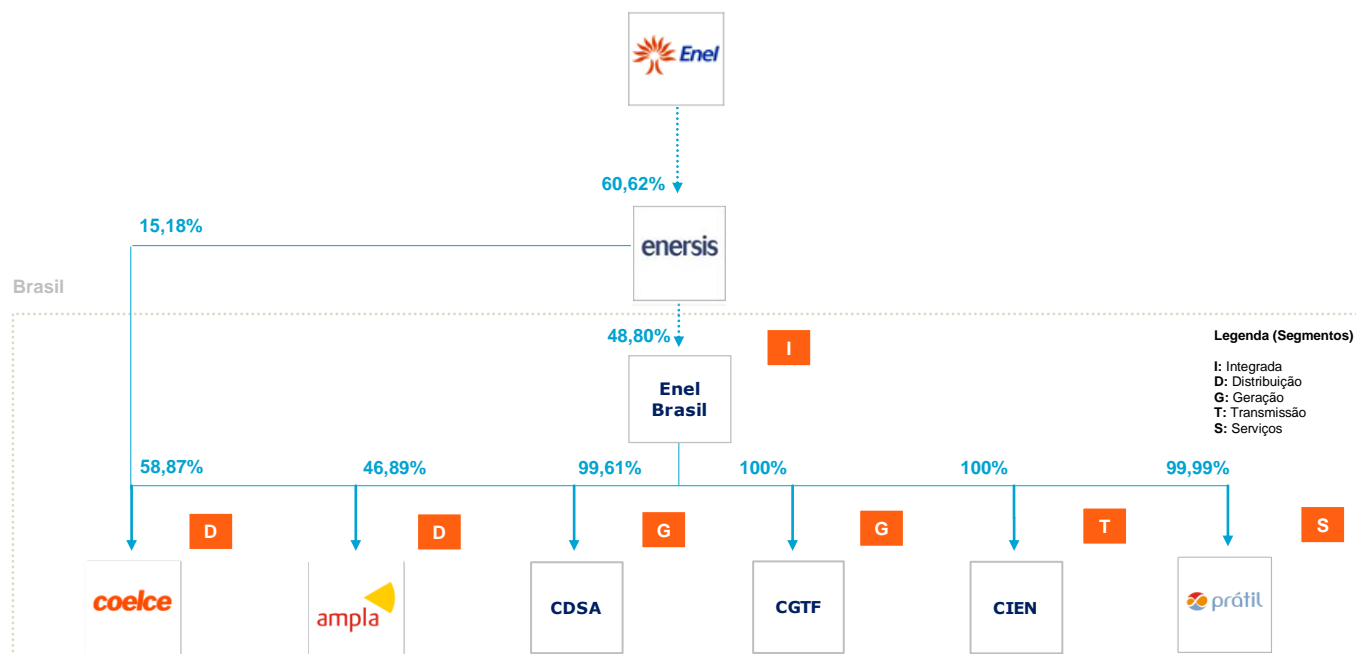 Enel
60,62%
15,18%
enersis
Brasil
48,80%
I
Legenda (Segmentos)
I: Integrada
D: Distribuição
G: Geração
T: Transmissão
S: Serviços
Enel
Brasil
58,87%
46,89%
99,61%
100%
100%
99,99%
D
D
G
G
T
S
coelce
ampla
CDSA
CGTF
CIEN
prátil